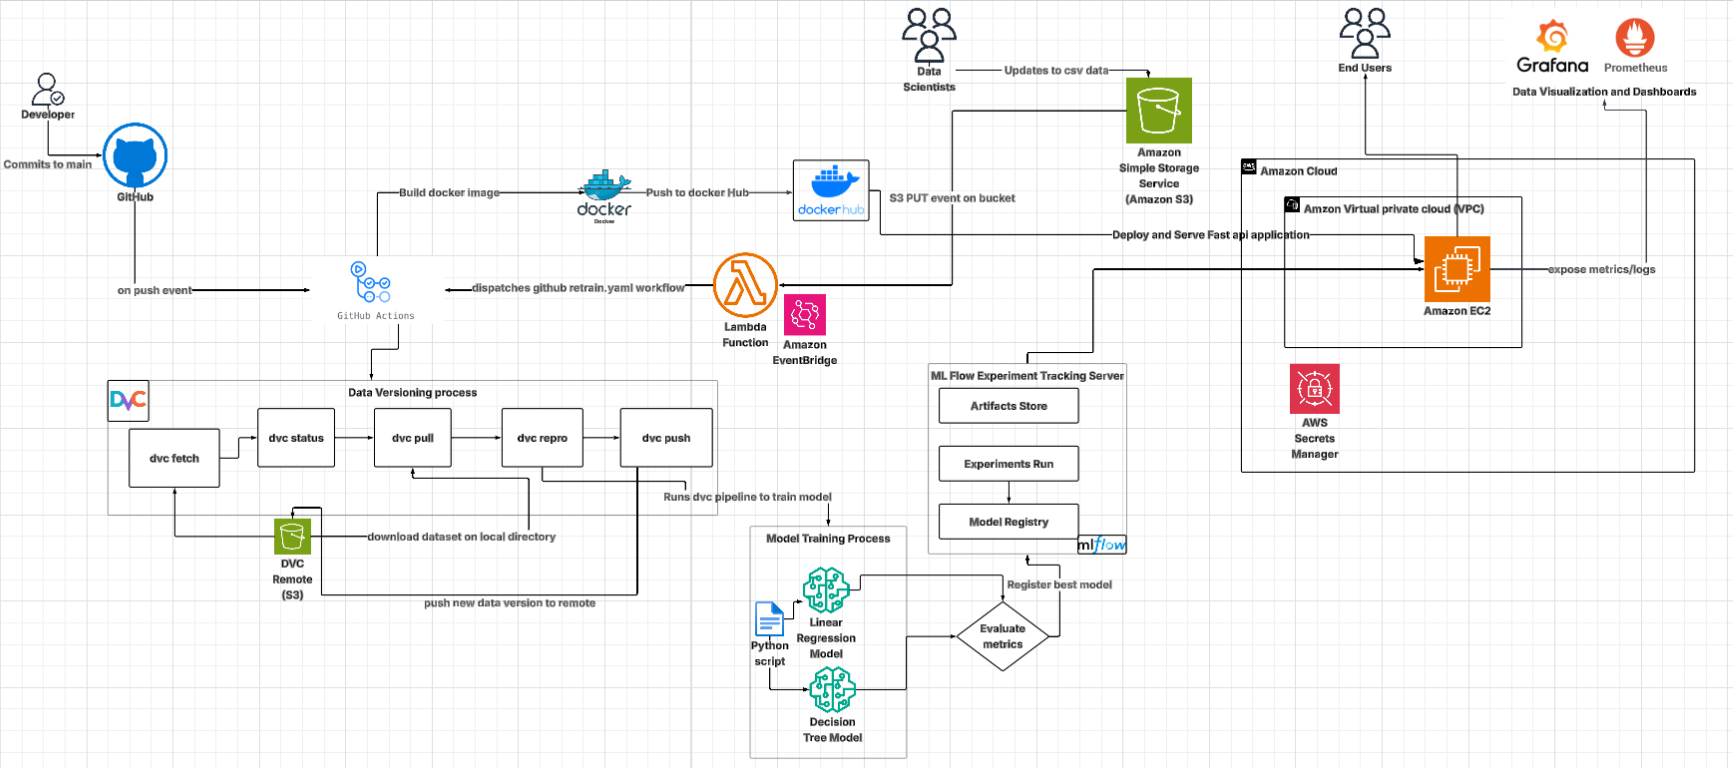 Developer
Commits to main
GitHub
on push event
Build docker image
docker
Docker
Push to docker Hub
dockerhub
Data
Scientists
Updates to csv data
Amazon
Simple Storage
Service
(Amazon S3)
S3 PUT event on bucket
End Users
Grafana
Prometheus
Data Visualization and Dashboards
aws
Amazon Cloud
Amzon Virtual private cloud (VPC)
Deploy and Serve Fast api application
Amazon EC2
expose metrics/logs
AWS
Secrets
Manager
GitHub Actions
dispatches github retrain.yaml workflow
Lambda
Function
Amazon
EventBridge
DVC
Data Versioning process
dvc fetch
dvc status
dvc pull
dvc repro
dvc push
Runs dvc pipeline to train model
download dataset on local directory
DVC
Remote
(S3)
push new data version to remote
ML Flow Experiment Tracking Server
Artifacts Store
Experiments Run
Model Registry
mlflow
Register best model
Model Training Process
Python
script
Linear
Regression
Model
Decision
Tree Model
Evaluate
metrics